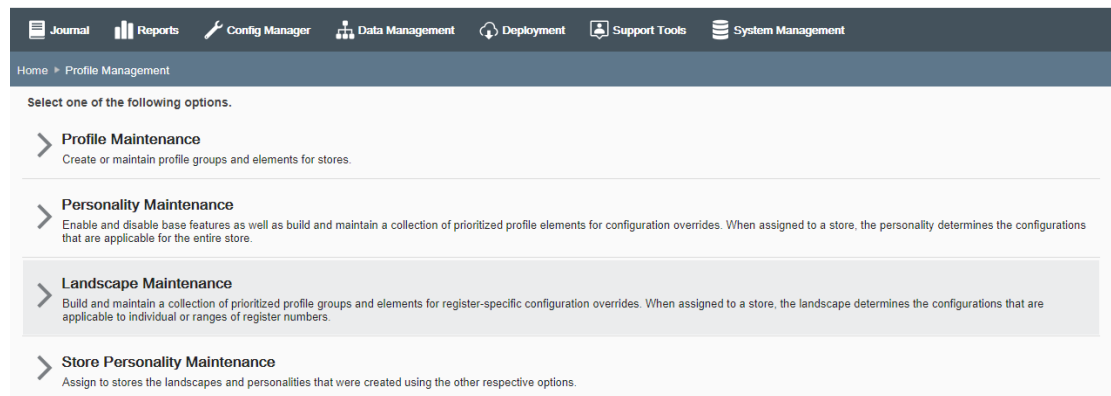 Journal Reports Config Manager Data Management Deployment Support Tools System Management
Home Profile Management
Select one of the following options.
Profile Maintenance
Create or maintain profile groups and elements for stores.
Personality Maintenance
Enable and disable base features as well as build and maintain a collection of prioritized profile elements for configuration overrides. When assigned to a store, the personality determines the configurations
that are applicable for the entire store.
Landscape Maintenance
Build and maintain a collection of prioritized profile groups and elements for register-specific configuration overrides. When assigned to a store, the landscape determines the configurations that are
applicable to individual or ranges of register numbers.
Store Personality Maintenance
Assign to stores the landscapes and personalities that were created using the other respective options.